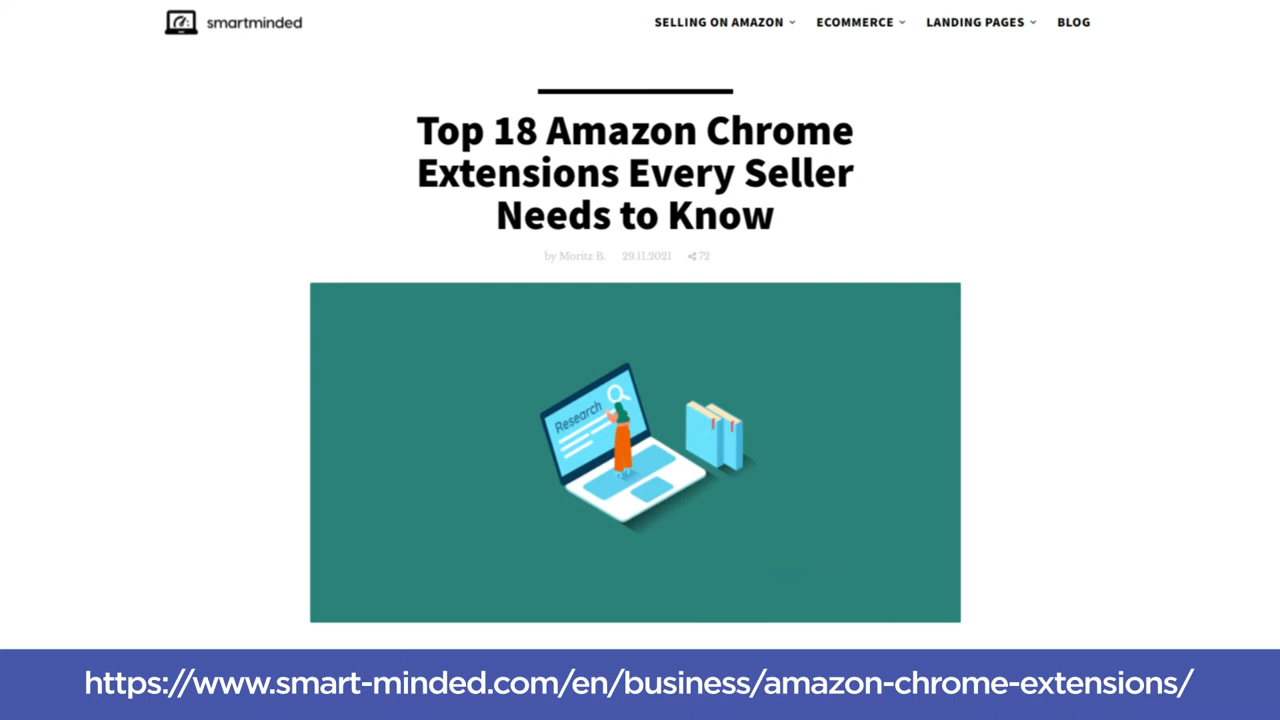 smartminded
SELLING ON AMAZON ECOMMERCE LANDING PAGES BLOG
Top 18 Amazon Chrome
Extensions Every Seller
Needs to Know
by Moritz B. 29.11.2021 72
Research
https://www.smart-minded.com/en/business/amazon-chrome-extensions/